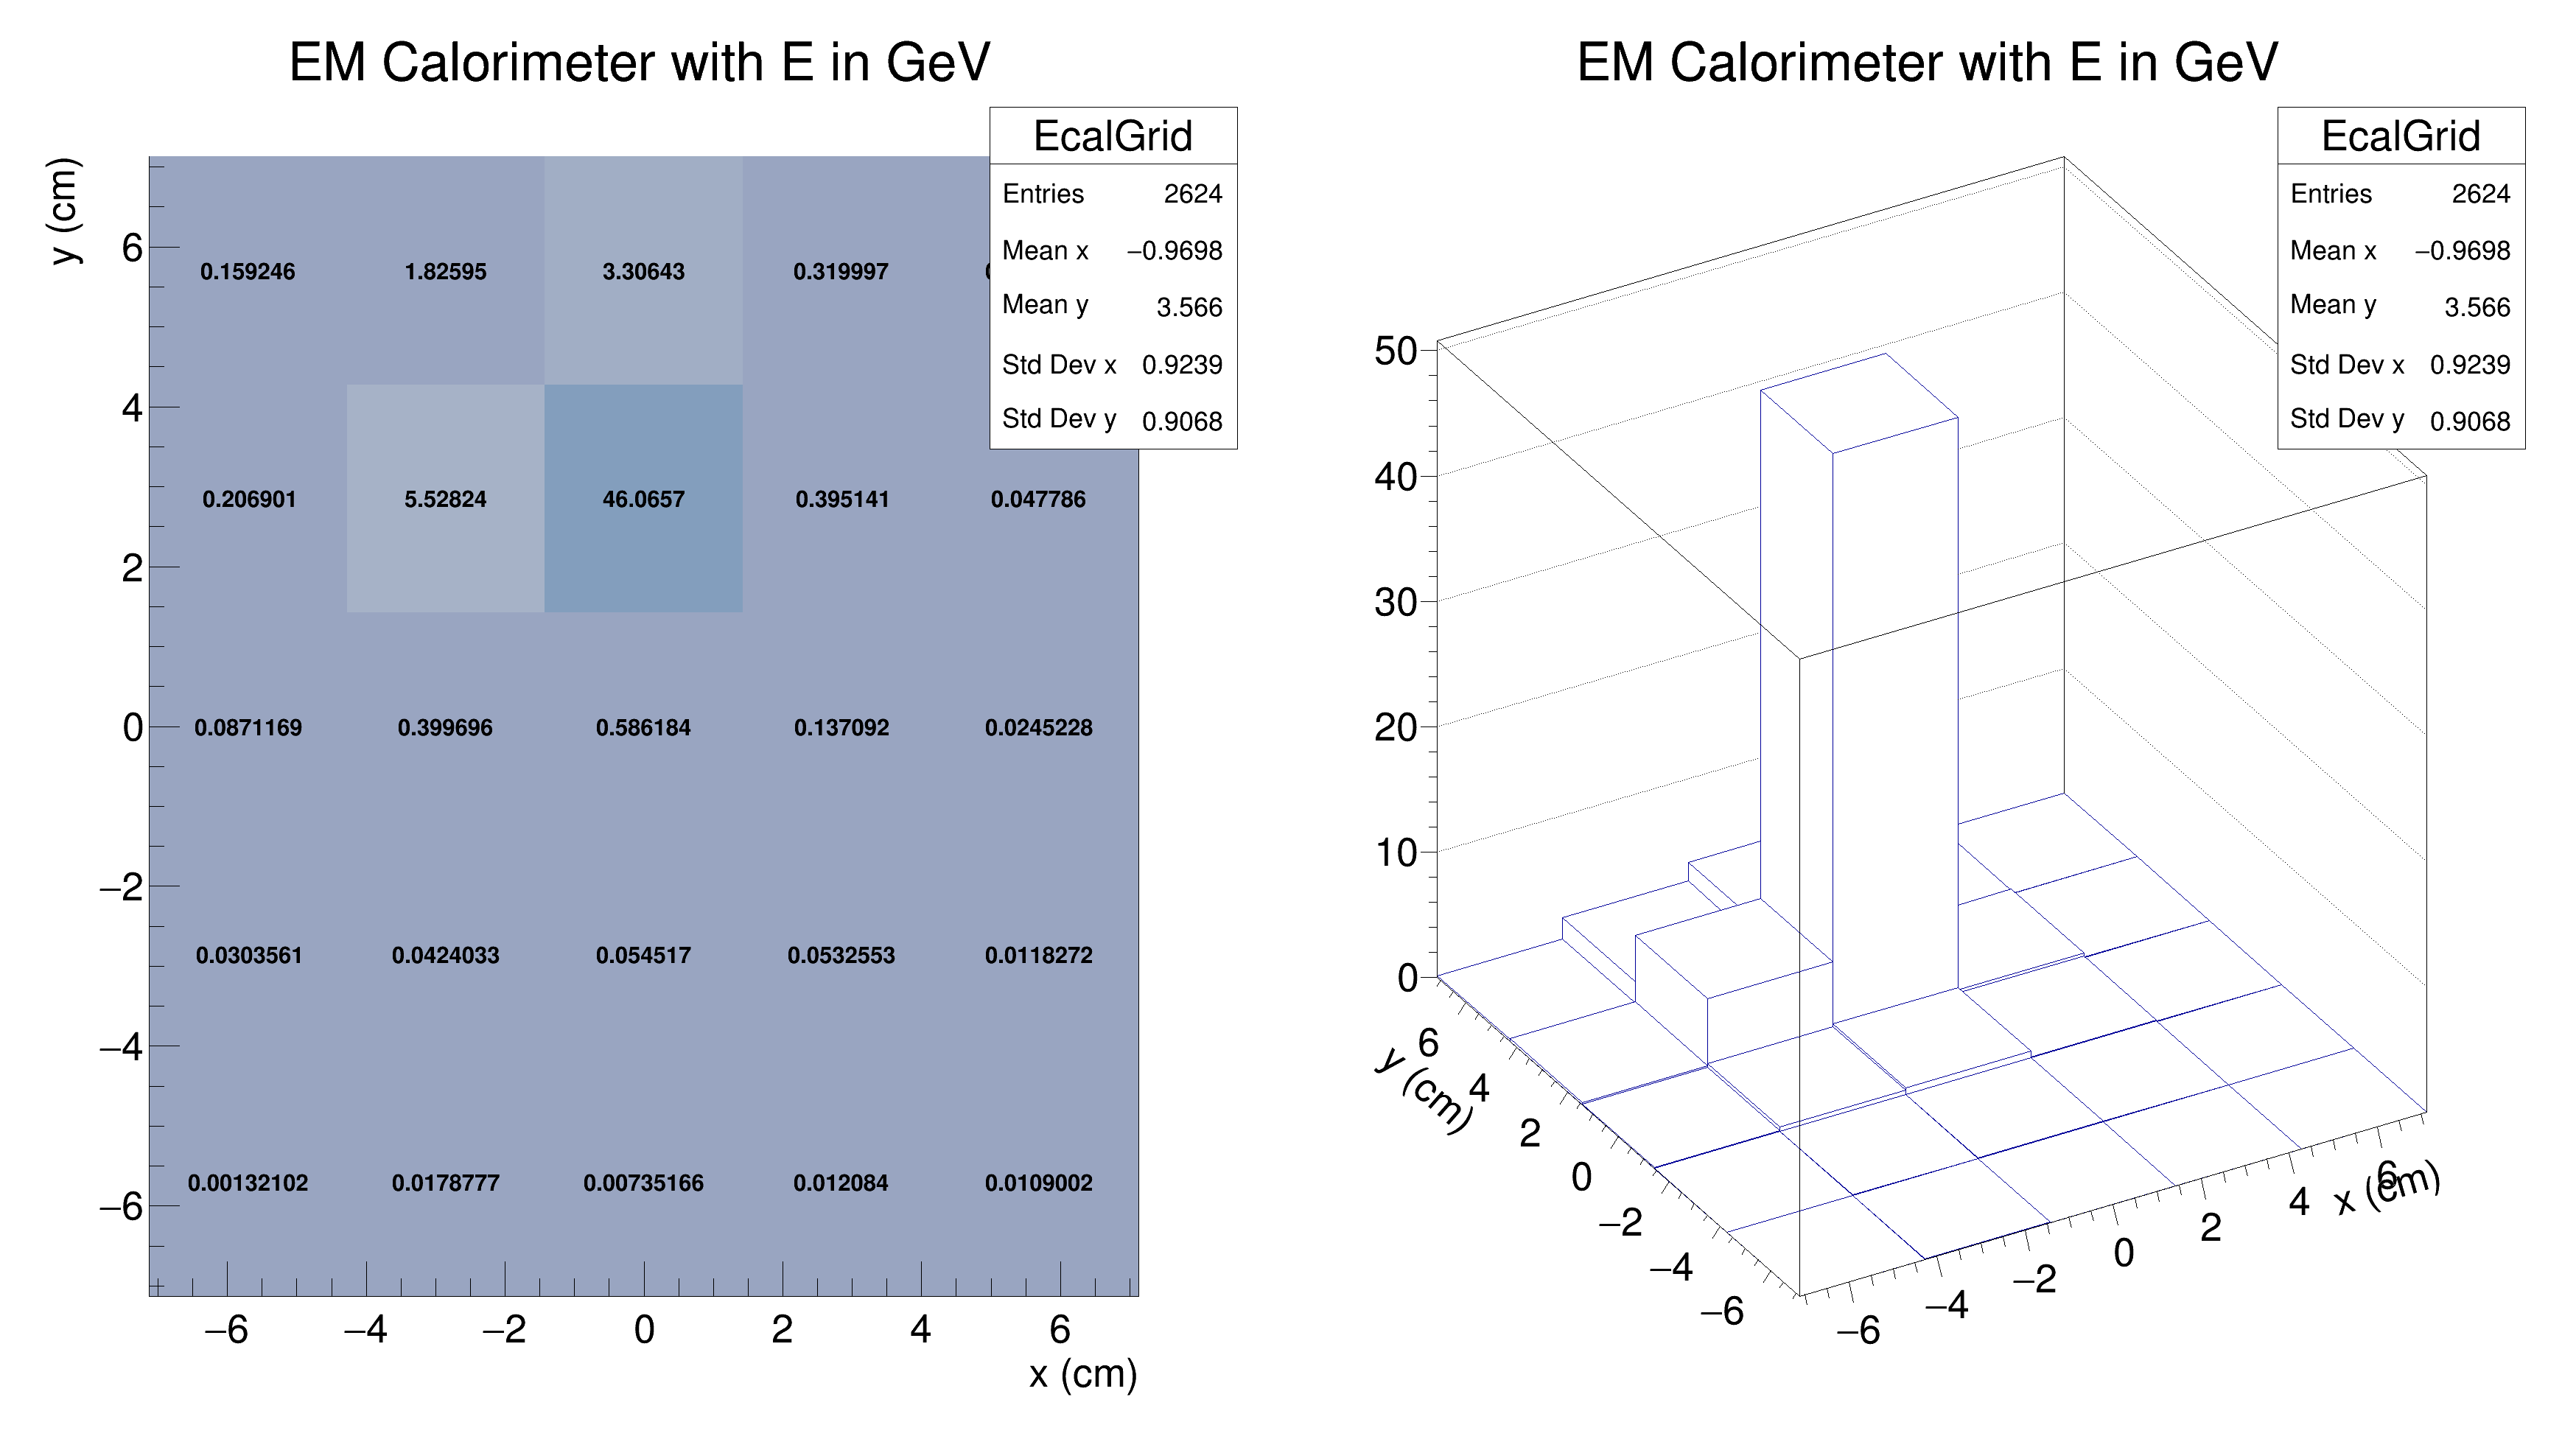 EM Calorimeter with E in GeV
EcalGrid
Entries 2624
Mean x −0.9698
Mean y 3.566
Std Dev x 0.9239
Std Dev y 0.9068
y (cm)
6
4
2
0
−2
−4
−6
0.159246 1.82595 3.30643 0.319997
0.206901 5.52824 46.0657 0.395141 0.047786
0.0871169 0.399696 0.586184 0.137092 0.0245228
0.0303561 0.0424033 0.054517 0.0532553 0.0118272
0.00132102 0.0178777 0.00735166 0.012084 0.0109002
−6 −4 −2 0 2 4 6
x (cm)
EM Calorimeter with E in GeV
EcalGrid
Entries 2624
Mean x −0.9698
Mean y 3.566
Std Dev x 0.9239
Std Dev y 0.9068
50
40
30
20
10
0
y (cm)
6
4
2
0
−2
−4
−6
−6 −4 −2 0 2 4 6
x (cm)